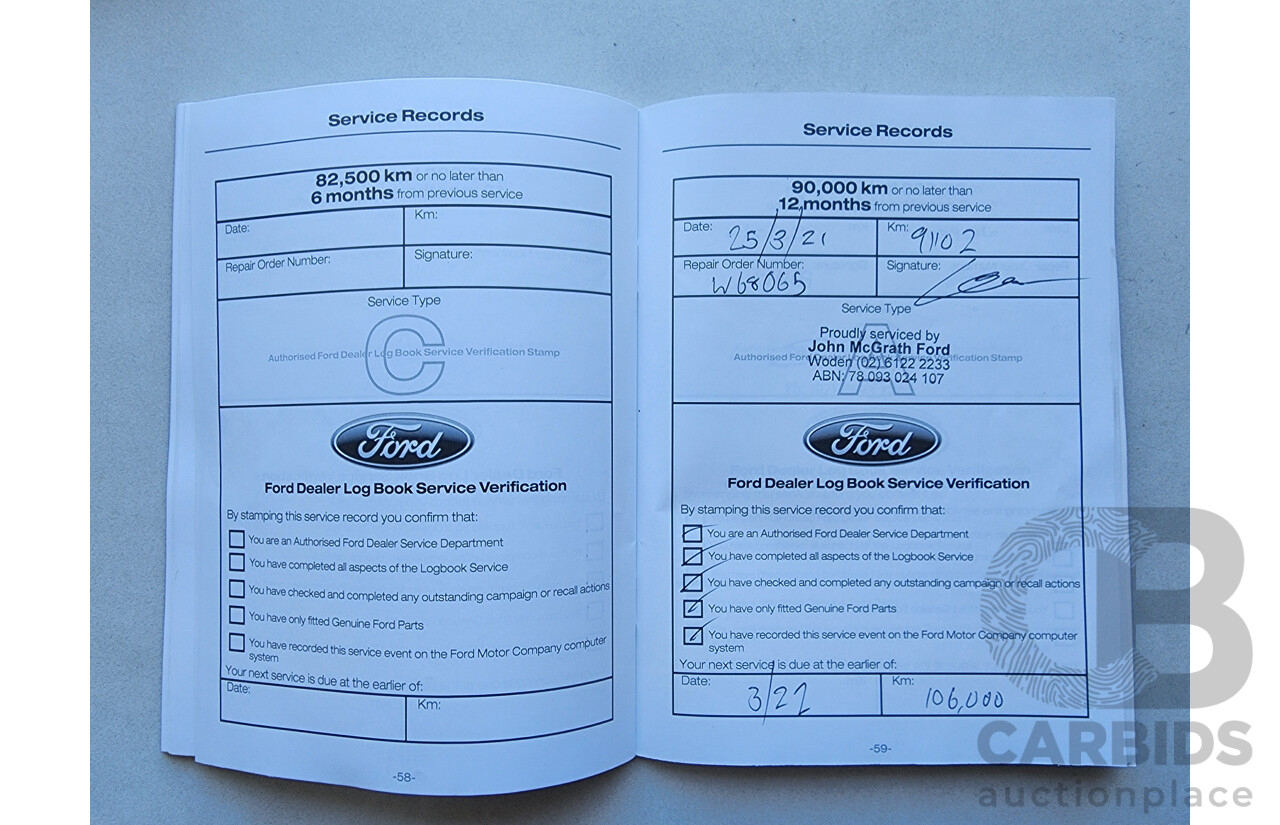 Service Records
82,500 km or no later than
6 months from previous service
Date:
Km:
Repair Order Number:
Signature:
Service Type
C
Authorised Ford Dealer Log Book Service Verification Stamp
Ford
Ford Dealer Log Book Service Verification
By stamping this service record you confirm that:
You are an Authorised Ford Dealer Service Department
You have completed all aspects of the Logbook Service
You have checked and completed any outstanding campaign or recall actions
You have only fitted Genuine Ford Parts
You have recorded this service event on the Ford Motor Company computer
system
Your next service is due at the earlier of:
Date:
Km:
-58-
Service Records
90,000 km or no later than
12 months from previous service
Date: 25/3/21
Km: 91102
Repair Order Number:
W68065
Signature:
Service Type
A
Proudly serviced by
John McGrath Ford
Authorised Ford Dealer Log Book Service Verification Stamp
Woden (02) 6122 2233
ABN: 78 093 024 107
Ford
Ford Dealer Log Book Service Verification
By stamping this service record you confirm that:
You are an Authorised Ford Dealer Service Department
You have completed all aspects of the Logbook Service
You have checked and completed any outstanding campaign or recall actions
You have only fitted Genuine Ford Parts
You have recorded this service event on the Ford Motor Company computer
system
Your next service is due at the earlier of:
Date: 3/22
Km: 106,000
-59-
CB
CARBIDS
auctionplace